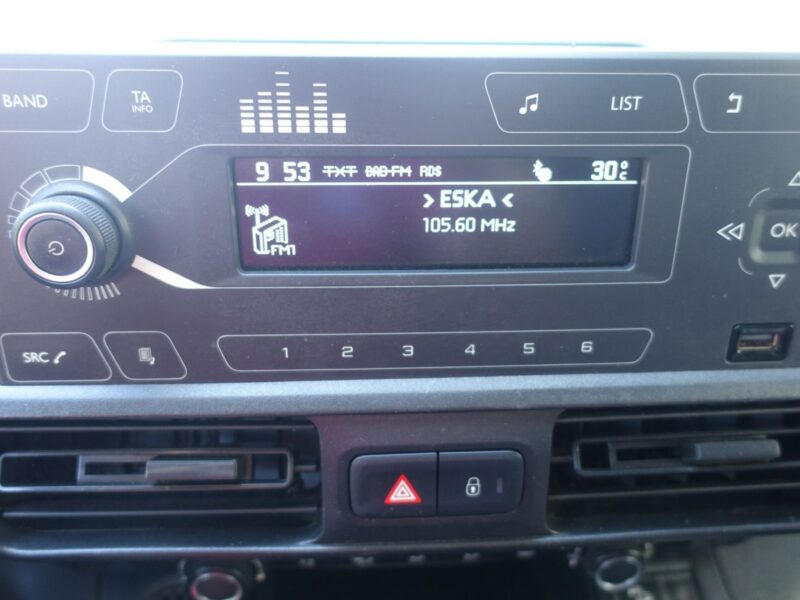 BAND
TA
INFO
LIST
9 53 TXT DAB-FM RDS 30°C
> ESKA <
105.60 MHz
FM1
OK
SRC
1 2 3 4 5 6